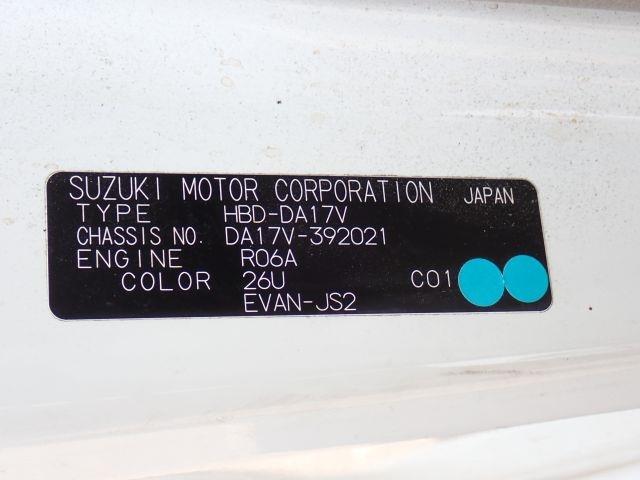 SUZUKI MOTOR CORPORATION JAPAN
TYPE HBD-DA17V
CHASSIS NO. DA17V-392021
ENGINE R06A
COLOR 26U C01
EVAN-JS2